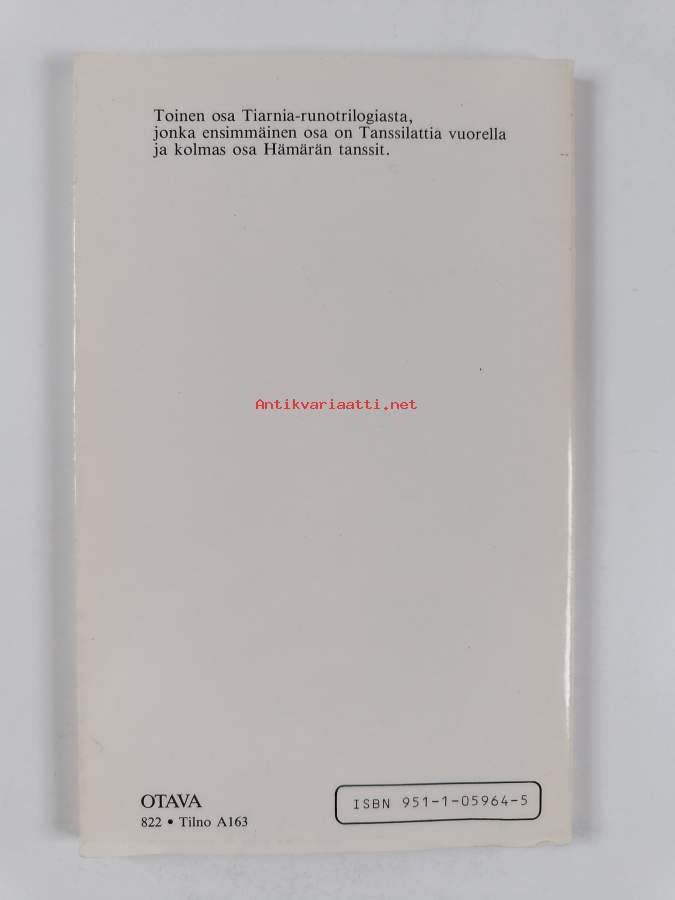 Toinen osa Tiarnia-runotrilogiasta,
jonka ensimmäinen osa on Tanssilattia vuorella
ja kolmas osa Hämärän tanssit.
Antikvariaatti.net
OTAVA
822 • Tilno A163
ISBN 951-1-05964-5